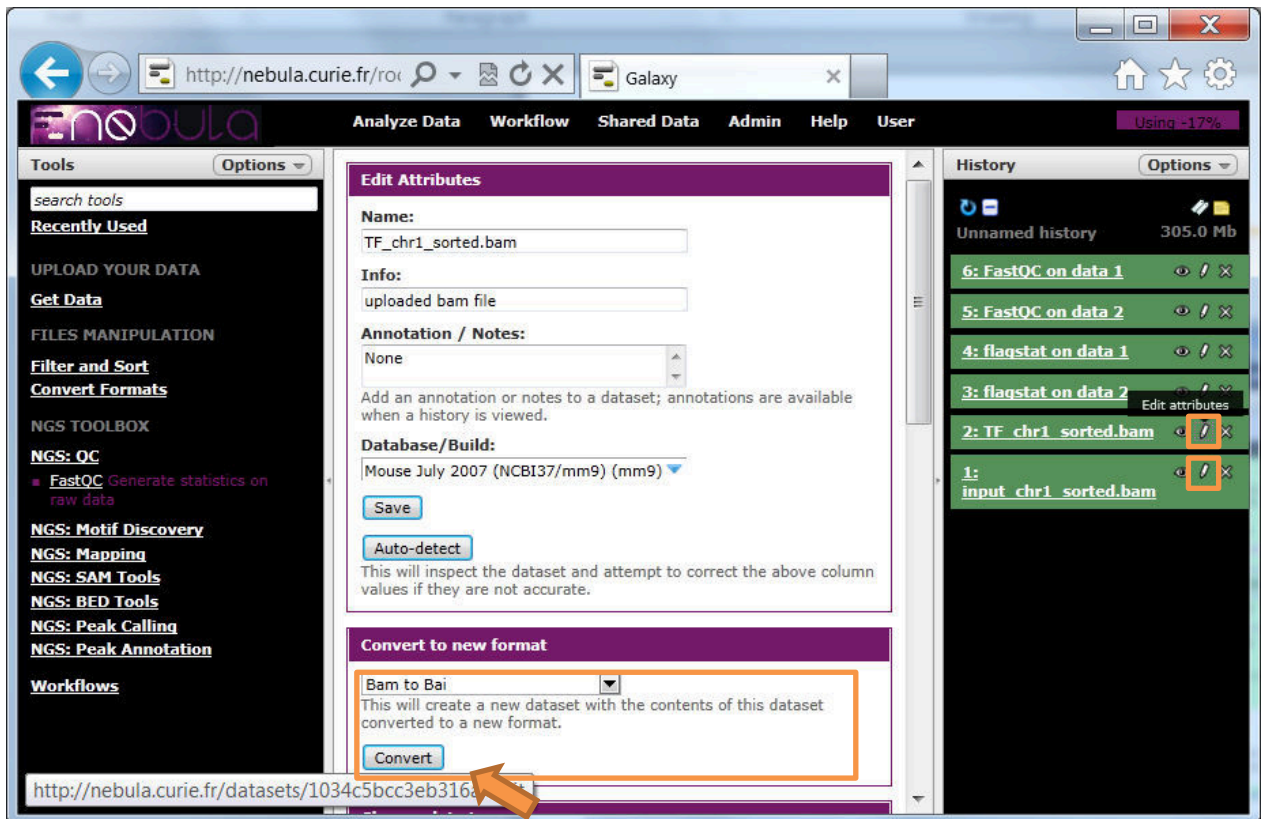 http://nebula.curie.fr/roc
Galaxy
nebula
Analyze Data Workflow Shared Data Admin Help User
Using -17%
Tools Options
search tools
Recently Used
UPLOAD YOUR DATA
Get Data
FILES MANIPULATION
Filter and Sort
Convert Formats
NGS TOOLBOX
NGS: QC
FastQC Generate statistics on
raw data
NGS: Motif Discovery
NGS: Mapping
NGS: SAM Tools
NGS: BED Tools
NGS: Peak Calling
NGS: Peak Annotation
Workflows
Edit Attributes
Name:
TF_chr1_sorted.bam
Info:
uploaded bam file
Annotation / Notes:
None
Add an annotation or notes to a dataset; annotations are available
when a history is viewed.
Database/Build:
Mouse July 2007 (NCBI37/mm9) (mm9)
Save
Auto-detect
This will inspect the dataset and attempt to correct the above column
values if they are not accurate.
Convert to new format
Bam to Bai
This will create a new dataset with the contents of this dataset
converted to a new format.
Convert
http://nebula.curie.fr/datasets/1034c5bcc3eb316
History Options
Unnamed history 305.0 Mb
6: FastQC on data 1
5: FastQC on data 2
4: flagstat on data 1
3: flagstat on data 2
Edit attributes
2: TF_chr1_sorted.bam
1:
input_chr1_sorted.bam